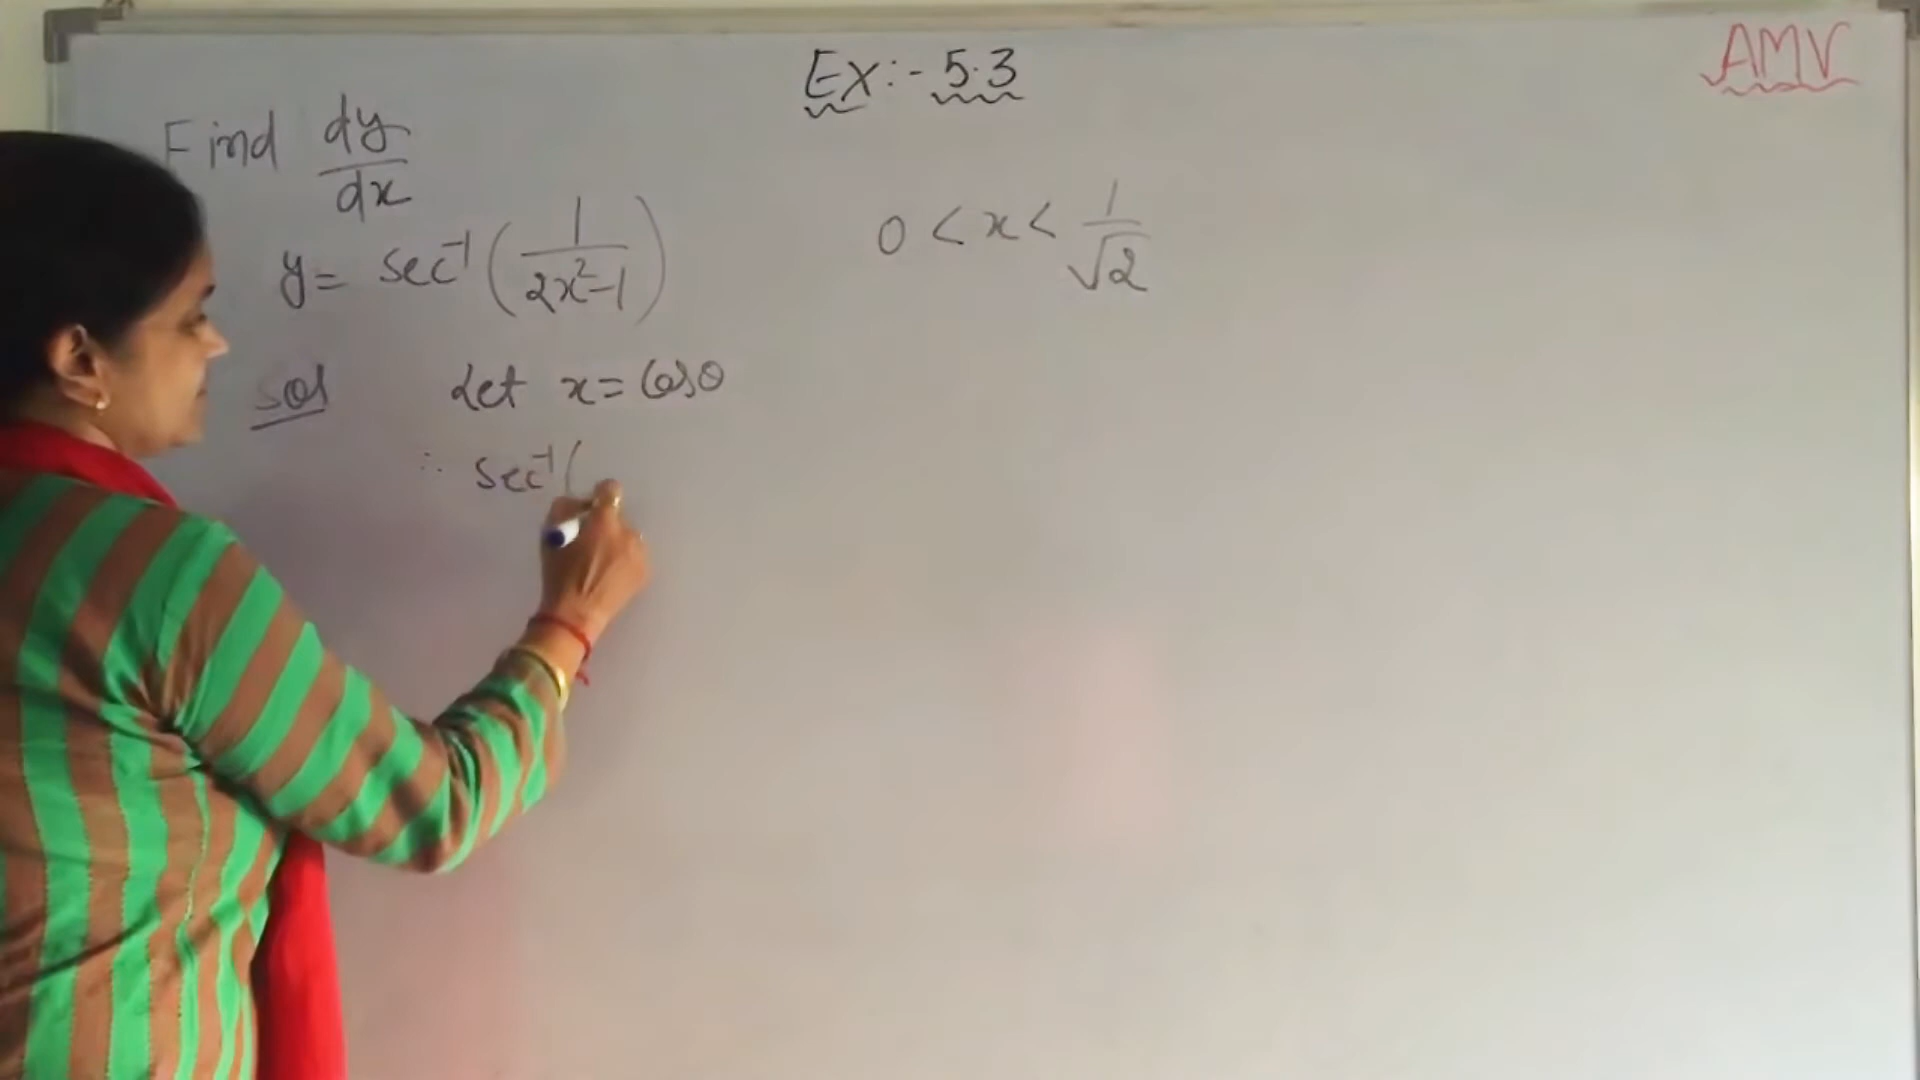 Ex:- 5.3
AMV
Find dy/dx
y = sec⁻¹(1/(2x²-1)) 0 < x < 1/√2
Sol Let x = Cosθ
∴ Sec⁻¹(